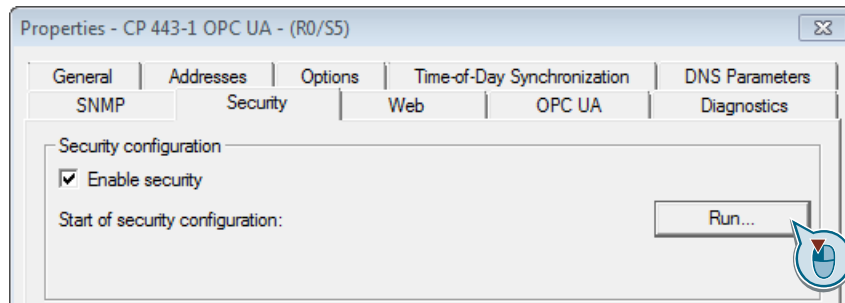 Properties - CP 443-1 OPC UA - (R0/S5)
General Addresses Options Time-of-Day Synchronization DNS Parameters
SNMP Security Web OPC UA Diagnostics
Security configuration
Enable security
Start of security configuration: Run...